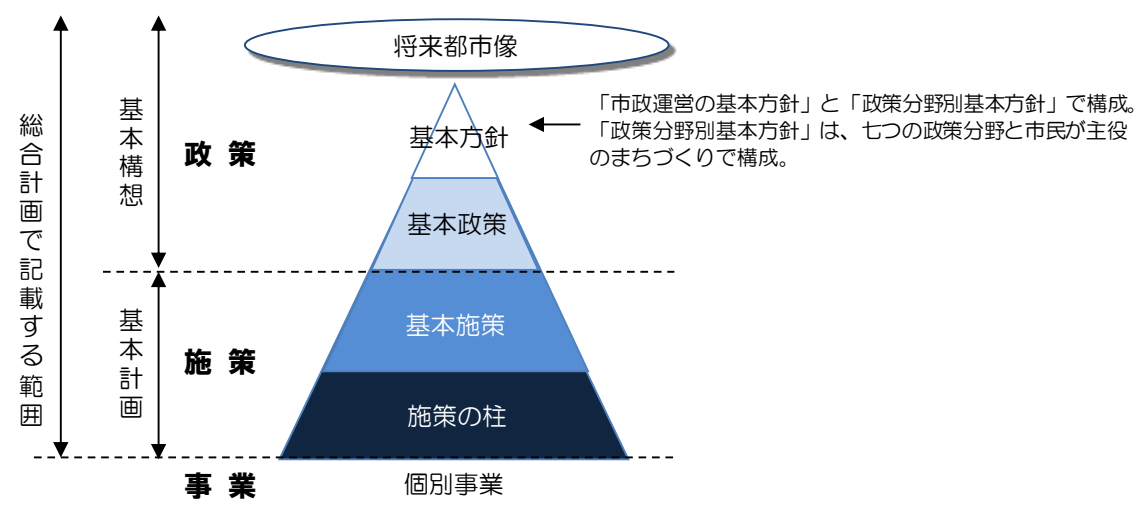 将来都市像
総合計画で記載する範囲
基本構想
政 策
基本方針
「市政運営の基本方針」と「政策分野別基本方針」で構成。
「政策分野別基本方針」は、七つの政策分野と市民が主役
のまちづくりで構成。
基本政策
基本計画
施 策
基本施策
施策の柱
事 業
個別事業